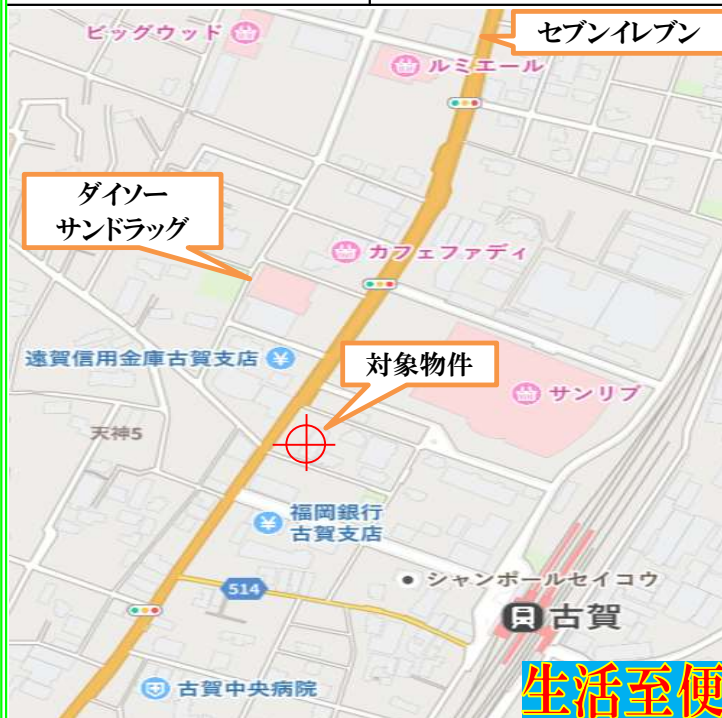 セブンイレブン
ビッグウッド
ルミエール
ダイソー
サンドラッグ
カフェファディ
遠賀信用金庫古賀支店
対象物件
サンリブ
天神5
福岡銀行
古賀支店
シャンボールセイコウ
514
古賀
古賀中央病院
生活至便